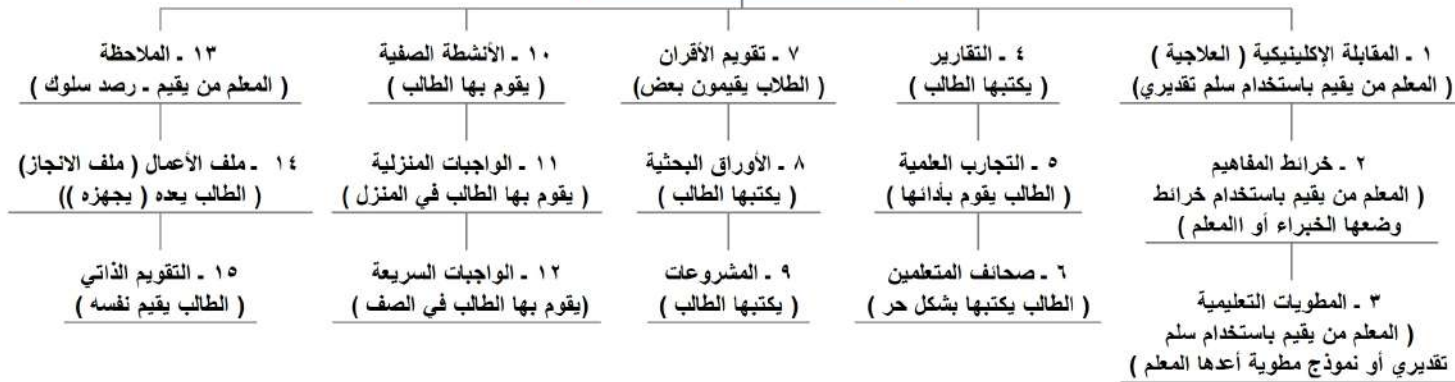 ١ ـ المقابلة الإكلينيكية ( العلاجية )
( المعلم من يقيم باستخدام سلم تقديري)
٢ ـ خرائط المفاهيم
( المعلم من يقيم باستخدام خرائط
وضعها الخبراء أو االمعلم )
٣ ـ المطويات التعليمية
( المعلم من يقيم باستخدام سلم
تقديري أو نموذج مطوية أعدها المعلم )
٤ ـ التقارير
( يكتبها الطالب )
٥ ـ التجارب العلمية
( الطالب يقوم بأدائها )
٦ ـ صحائف المتعلمين
( الطالب يكتبها بشكل حر )
٧ ـ تقويم الأقران
( الطلاب يقيمون بعض)
٨ ـ الأوراق البحثية
( يكتبها الطالب )
٩ ـ المشروعات
( يكتبها الطالب )
١٠ ـ الأنشطة الصفية
( يقوم بها الطالب )
١١ ـ الواجبات المنزلية
( يقوم بها الطالب في المنزل )
١٢ ـ الواجبات السريعة
(يقوم بها الطالب في الصف )
١٣ ـ الملاحظة
( المعلم من يقيم ـ رصد سلوك )
١٤ ـ ملف الأعمال ( ملف الانجاز)
( الطالب يعده ( يجهزه ))
١٥ ـ التقويم الذاتي
( الطالب يقيم نفسه )